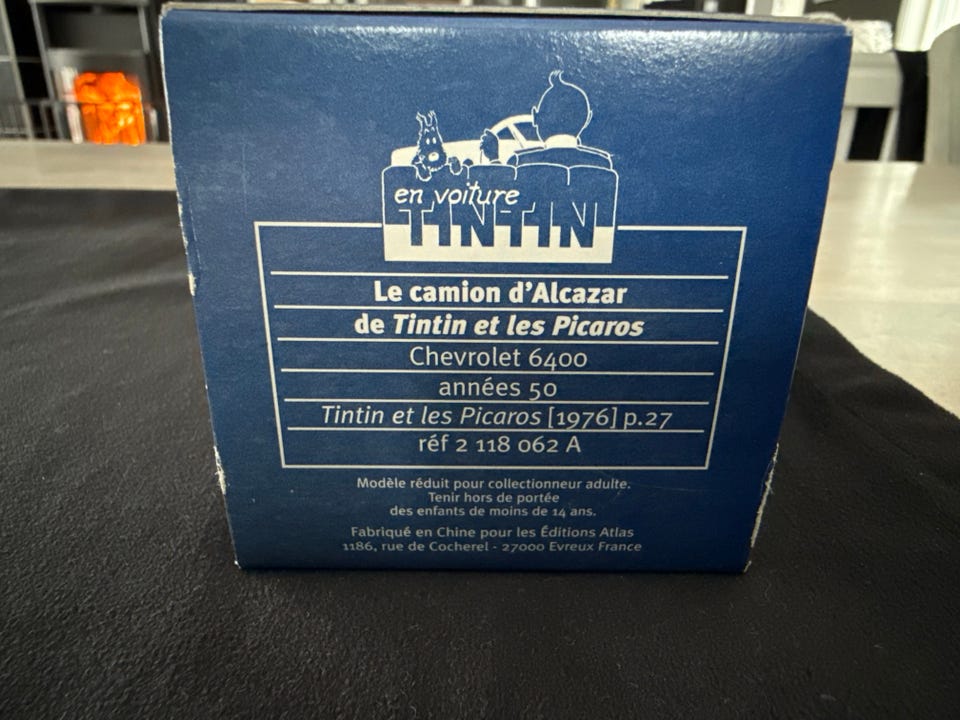 en voiture
TINTIN
Le camion d'Alcazar
de Tintin et les Picaros
Chevrolet 6400
années 50
Tintin et les Picaros [1976] p.27
réf 2 118 062 A
Modèle réduit pour collectionneur adulte.
Tenir hors de portée
des enfants de moins de 14 ans.
Fabriqué en Chine pour les Éditions Atlas
1186, rue de Cocherel - 27000 Evreux France